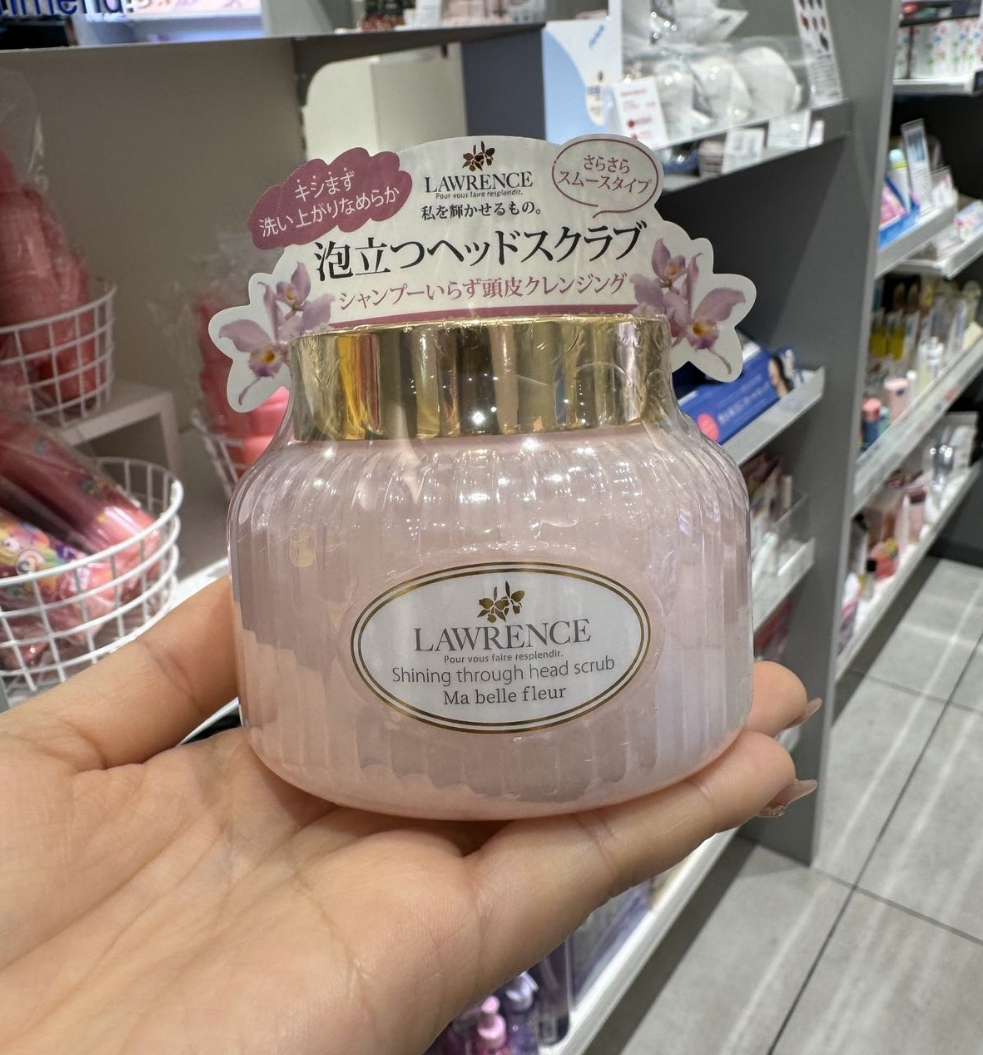 キシまず
洗い上がりなめらか
LAWRENCE
Pour vous faire resplendir.
私を輝かせるもの。
さらさら
スムースタイプ
泡立つヘッドスクラブ
シャンプーいらず頭皮クレンジング
LAWRENCE
Pour vous faire resplendir.
Shining through head scrub
Ma belle fleur